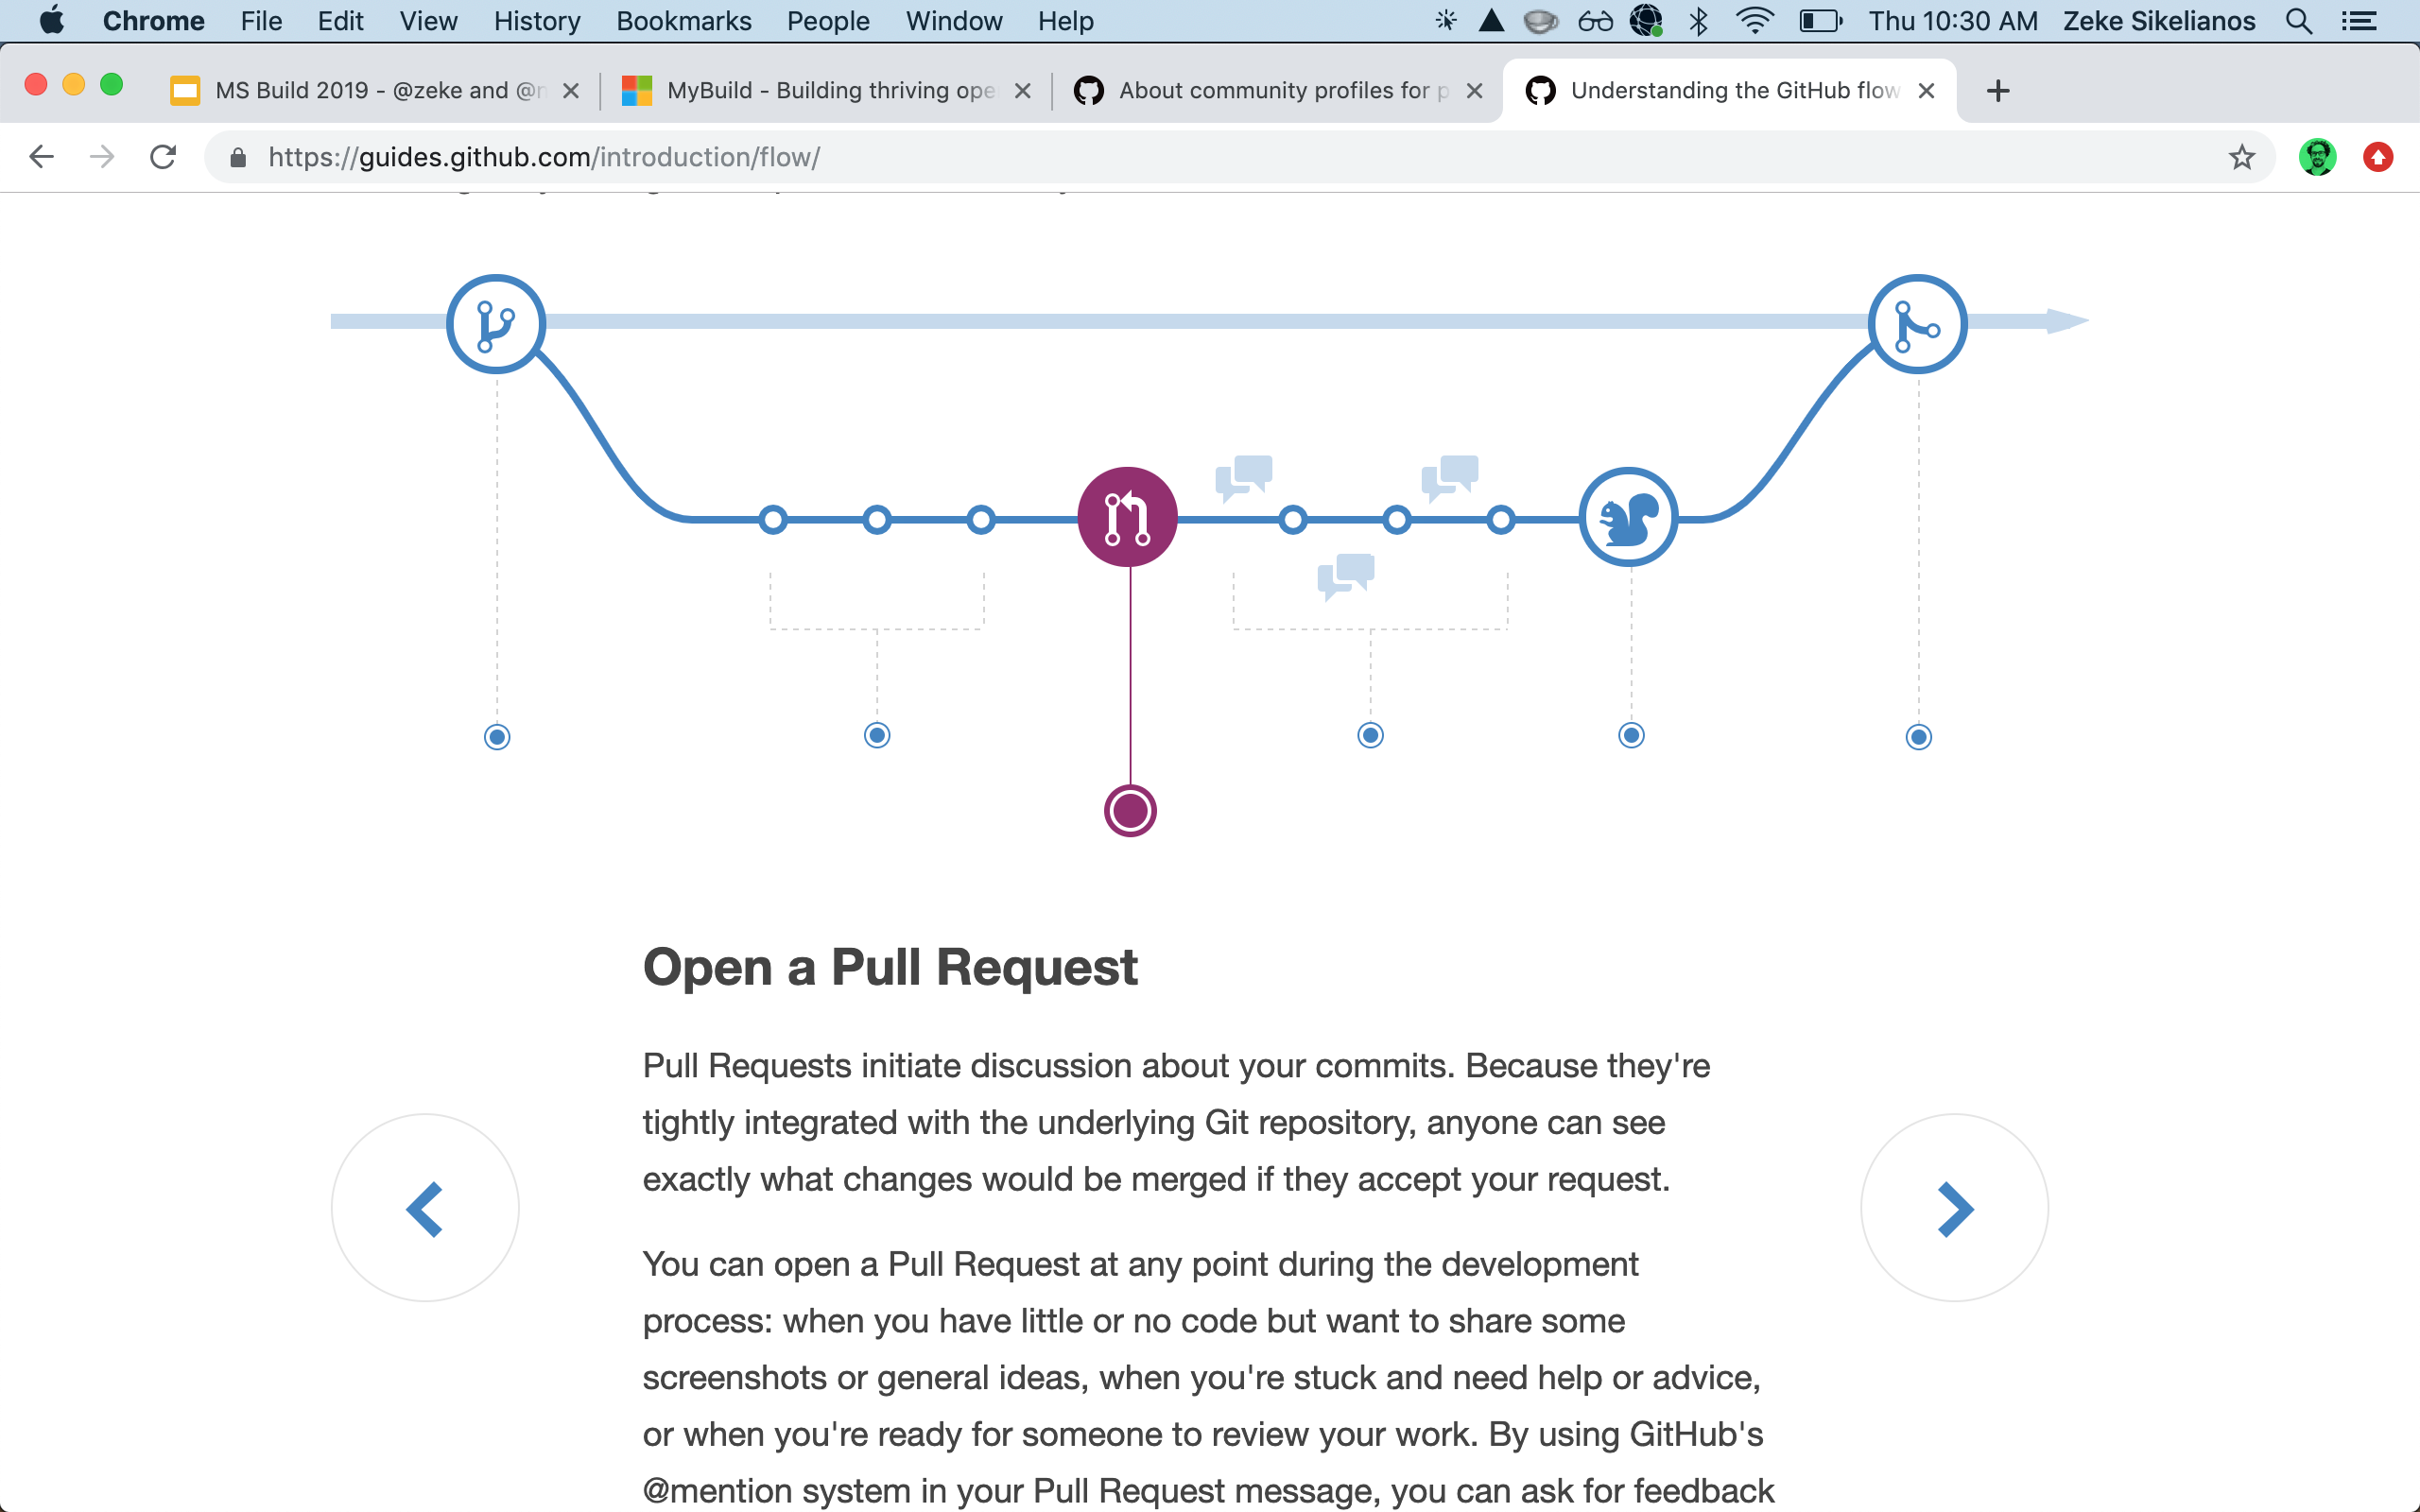 Chrome File Edit View History Bookmarks People Window Help Thu 10:30 AM Zeke Sikelianos
MS Build 2019 - @zeke and @n
MyBuild - Building thriving ope
About community profiles for p
Understanding the GitHub flow
https://guides.github.com/introduction/flow/
Open a Pull Request
Pull Requests initiate discussion about your commits. Because they're
tightly integrated with the underlying Git repository, anyone can see
exactly what changes would be merged if they accept your request.
You can open a Pull Request at any point during the development
process: when you have little or no code but want to share some
screenshots or general ideas, when you're stuck and need help or advice,
or when you're ready for someone to review your work. By using GitHub's
@mention system in your Pull Request message, you can ask for feedback